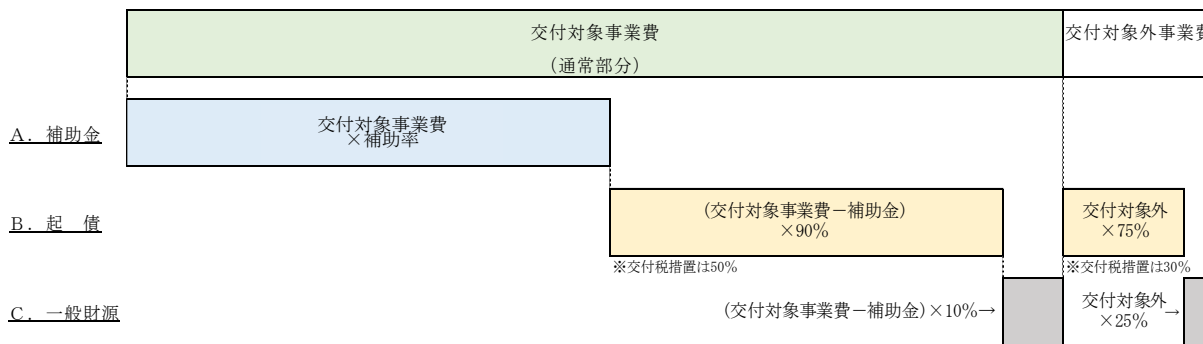 交付対象事業費
(通常部分)
交付対象外事業費
A. 補助金
交付対象事業費
×補助率
B. 起　債
(交付対象事業費－補助金)
×90%
交付対象外
×75%
※交付税措置は50%
※交付税措置は30%
C. 一般財源
(交付対象事業費－補助金)×10%→
交付対象外
×25% →